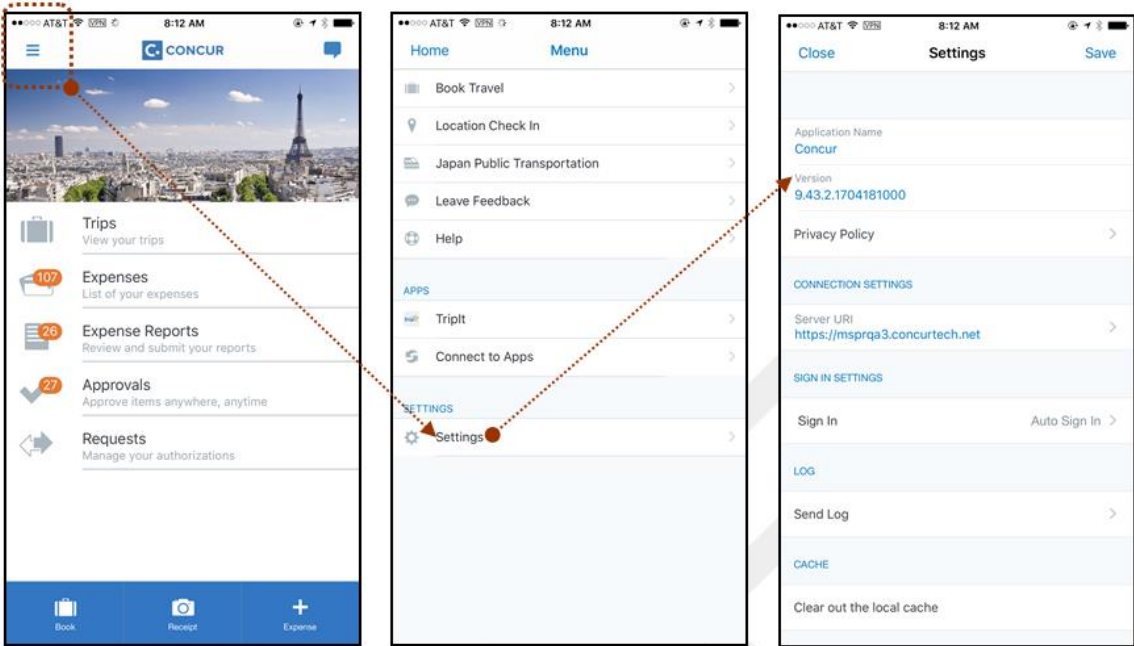 AT&T VPN 8:12 AM
C. CONCUR
Trips
View your trips
107
Expenses
List of your expenses
26
Expense Reports
Review and submit your reports
27
Approvals
Approve items anywhere, anytime
Requests
Manage your authorizations
Book
Receipt
Expense
AT&T VPN 8:12 AM
Home Menu
Book Travel
Location Check In
Japan Public Transportation
Leave Feedback
Help
APPS
TripIt
Connect to Apps
SETTINGS
Settings
AT&T VPN 8:12 AM
Close Settings Save
Application Name
Concur
Version
9.43.2.1704181000
Privacy Policy
CONNECTION SETTINGS
Server URI
https://msprqa3.concurtech.net
SIGN IN SETTINGS
Sign In Auto Sign In
LOG
Send Log
CACHE
Clear out the local cache